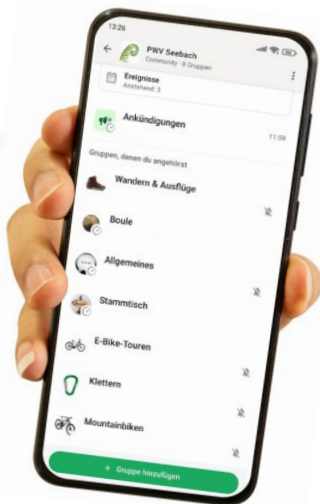 13:26
PWV Seebach
Community · 8 Gruppen
Ereignisse
Anstehend: 3
Ankündigungen
11:59
Gruppen, denen du angehörst
Wandern & Ausflüge
Boule
Allgemeines
Stammtisch
E-Bike-Touren
Klettern
Mountainbiken
+ Gruppe hinzufügen